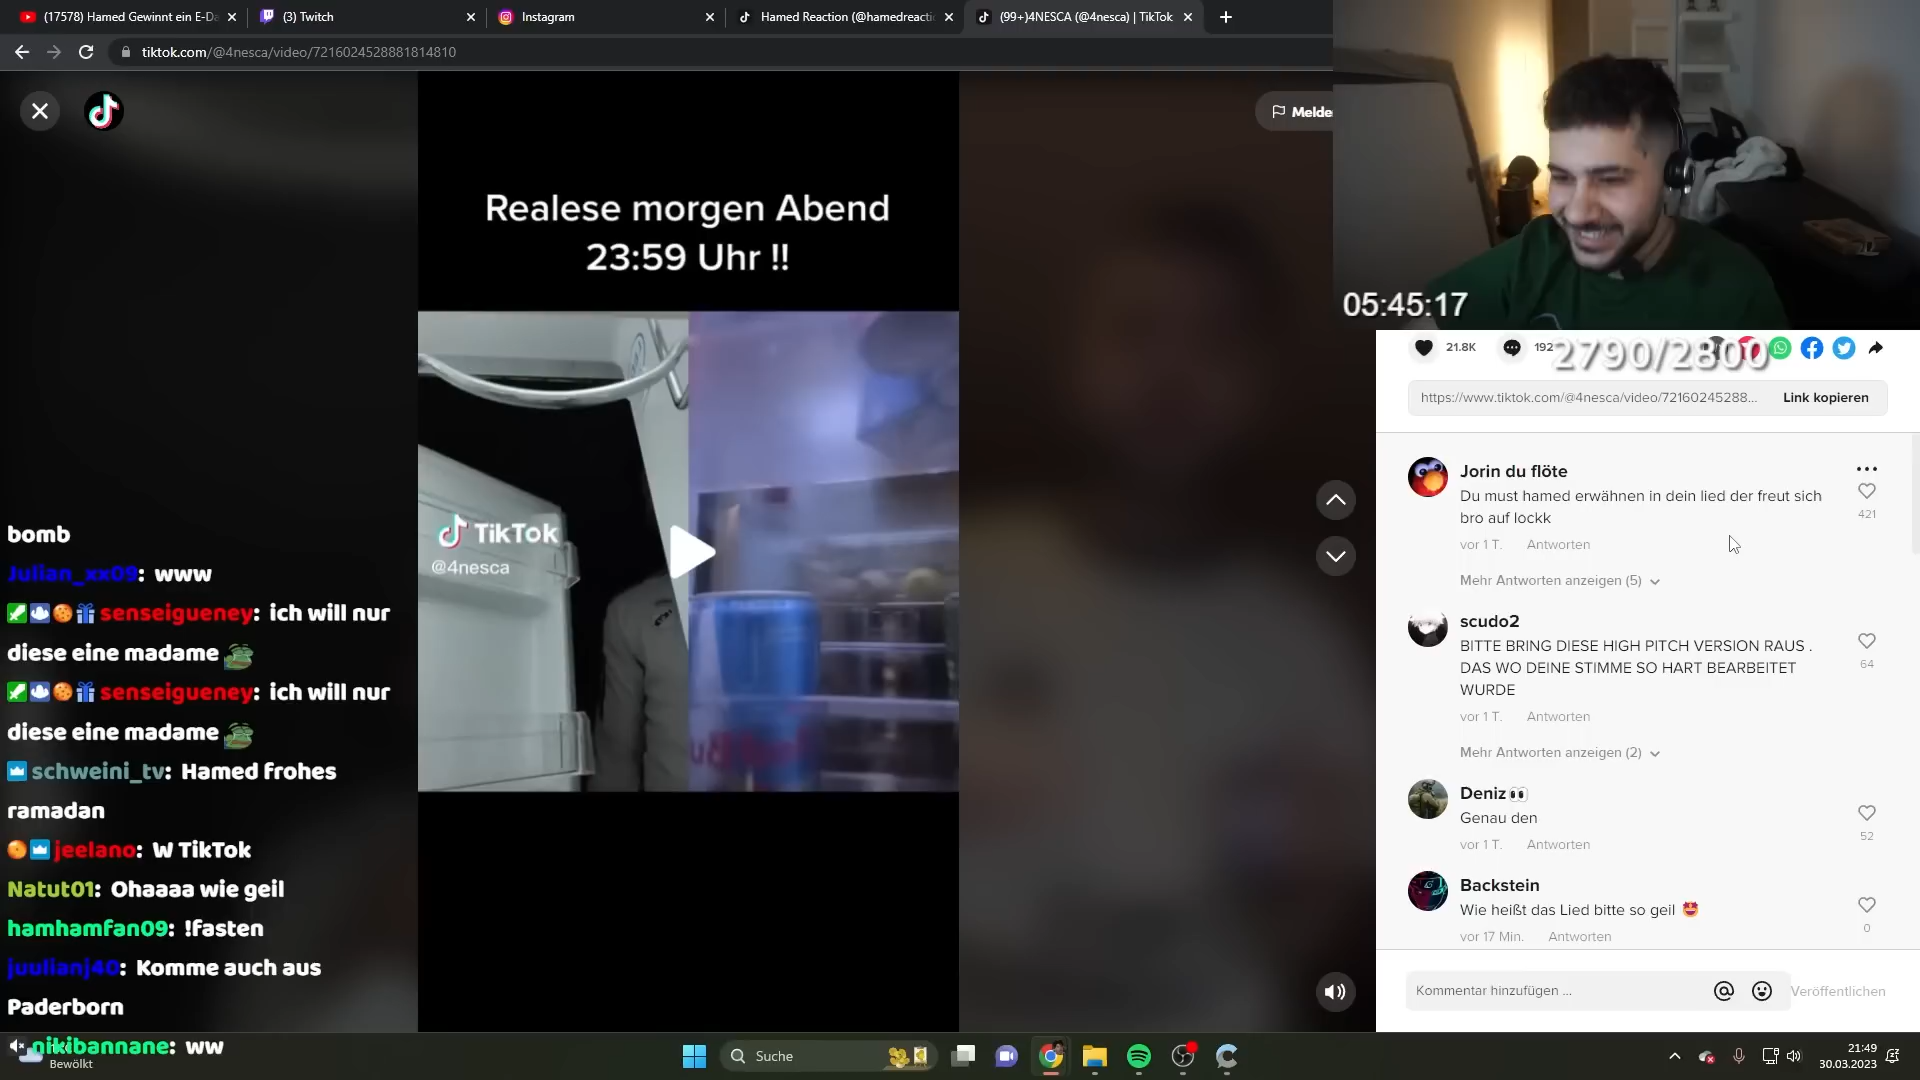 (17578) Hamed Gewinnt ein E-Da
(3) Twitch
Instagram
Hamed Reaction (@hamedreacti
(99+)4NESCA (@4nesca) | TikTok
tiktok.com/@4nesca/video/7216024528881814810
Melde
Realese morgen Abend
23:59 Uhr !!
TikTok
@4nesca
05:45:17
21.8K
192
2790/2800
https://www.tiktok.com/@4nesca/video/72160245288...
Link kopieren
Jorin du flöte
Du must hamed erwähnen in dein lied der freut sich
bro auf lockk
421
vor 1 T. Antworten
Mehr Antworten anzeigen (5)
scudo2
BITTE BRING DIESE HIGH PITCH VERSION RAUS .
DAS WO DEINE STIMME SO HART BEARBEITET
WURDE
64
vor 1 T. Antworten
Mehr Antworten anzeigen (2)
Deniz👀
Genau den
52
vor 1 T. Antworten
Backstein
Wie heißt das Lied bitte so geil 🤩
0
vor 17 Min. Antworten
Kommentar hinzufügen ...
Veröffentlichen
bomb
Julian_xx09: www
senseigueney: ich will nur
diese eine madame
senseigueney: ich will nur
diese eine madame
schweini_tv: Hamed frohes
ramadan
jeelano: W TikTok
Natut01: Ohaaaa wie geil
hamhamfan09: !fasten
juulianj40: Komme auch aus
Paderborn
nikibannane: ww
Bewölkt
Suche
21:49
30.03.2023